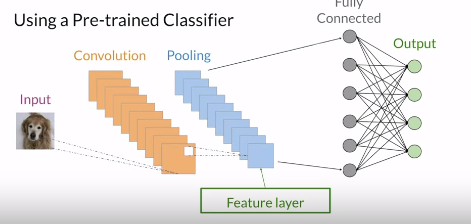 Using a Pre-trained Classifier
Fully
Connected
Convolution
Pooling
Output
Input
Feature layer